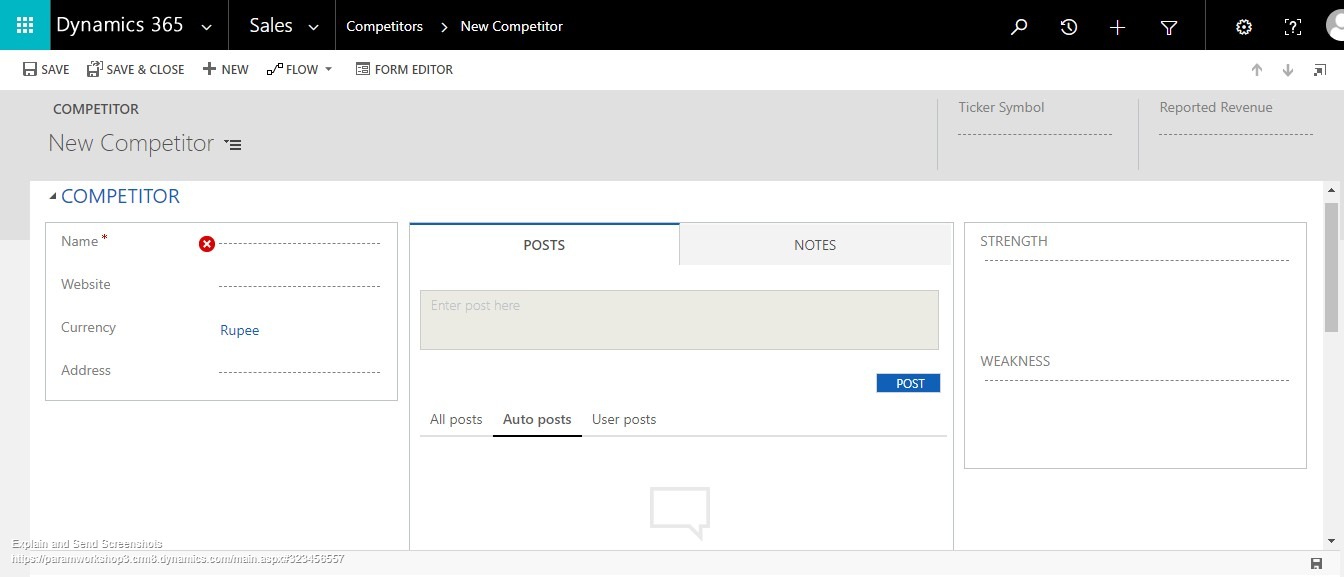 Dynamics 365 Sales Competitors > New Competitor
SAVE SAVE & CLOSE NEW FLOW FORM EDITOR
COMPETITOR
New Competitor
Ticker Symbol
Reported Revenue
COMPETITOR
Name *
Website
Currency Rupee
Address
POSTS NOTES
Enter post here
POST
All posts Auto posts User posts
STRENGTH
WEAKNESS
Explain and Send Screenshots
https://paramworkshop3.crm8.dynamics.com/main.aspx#323456557